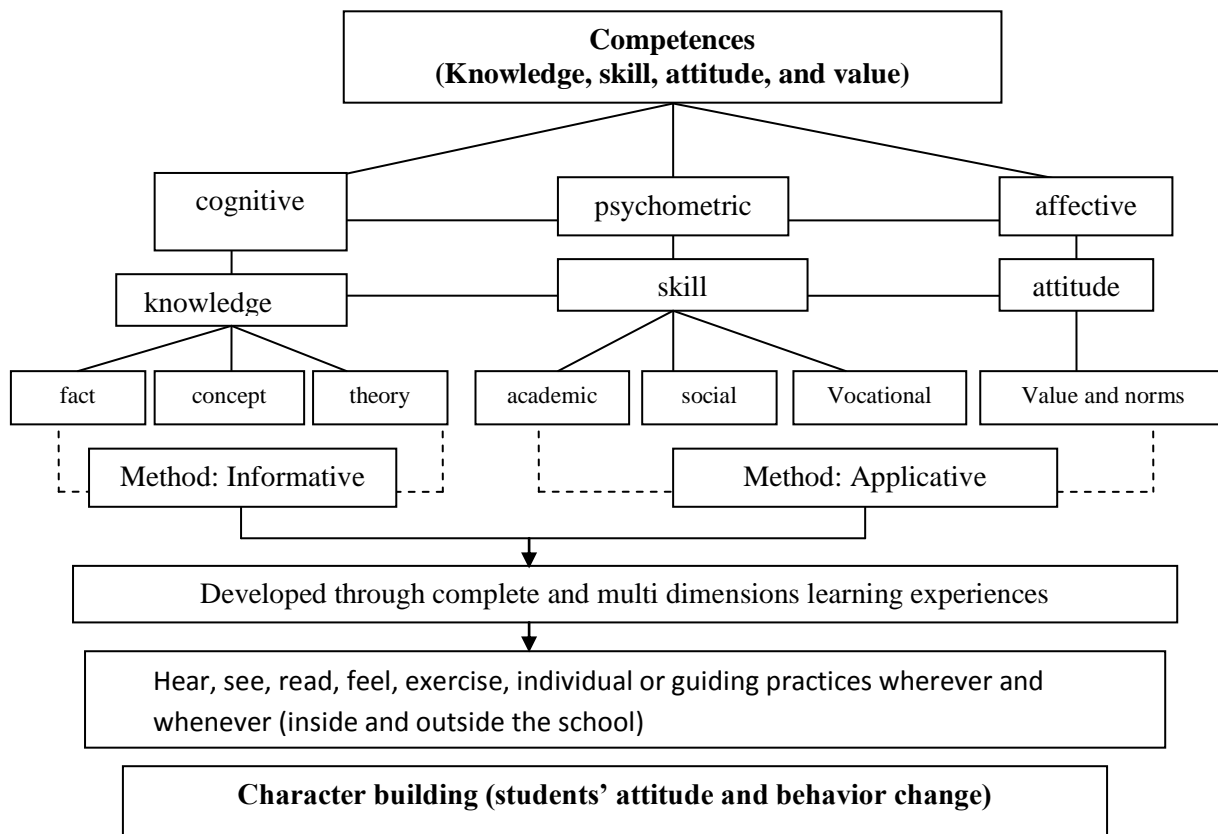 Competences
(Knowledge, skill, attitude, and value)
cognitive
psychometric
affective
knowledge
skill
attitude
fact
concept
theory
academic
social
Vocational
Value and norms
Method: Informative
Method: Applicative
Developed through complete and multi dimensions learning experiences
Hear, see, read, feel, exercise, individual or guiding practices wherever and
whenever (inside and outside the school)
Character building (students’ attitude and behavior change)